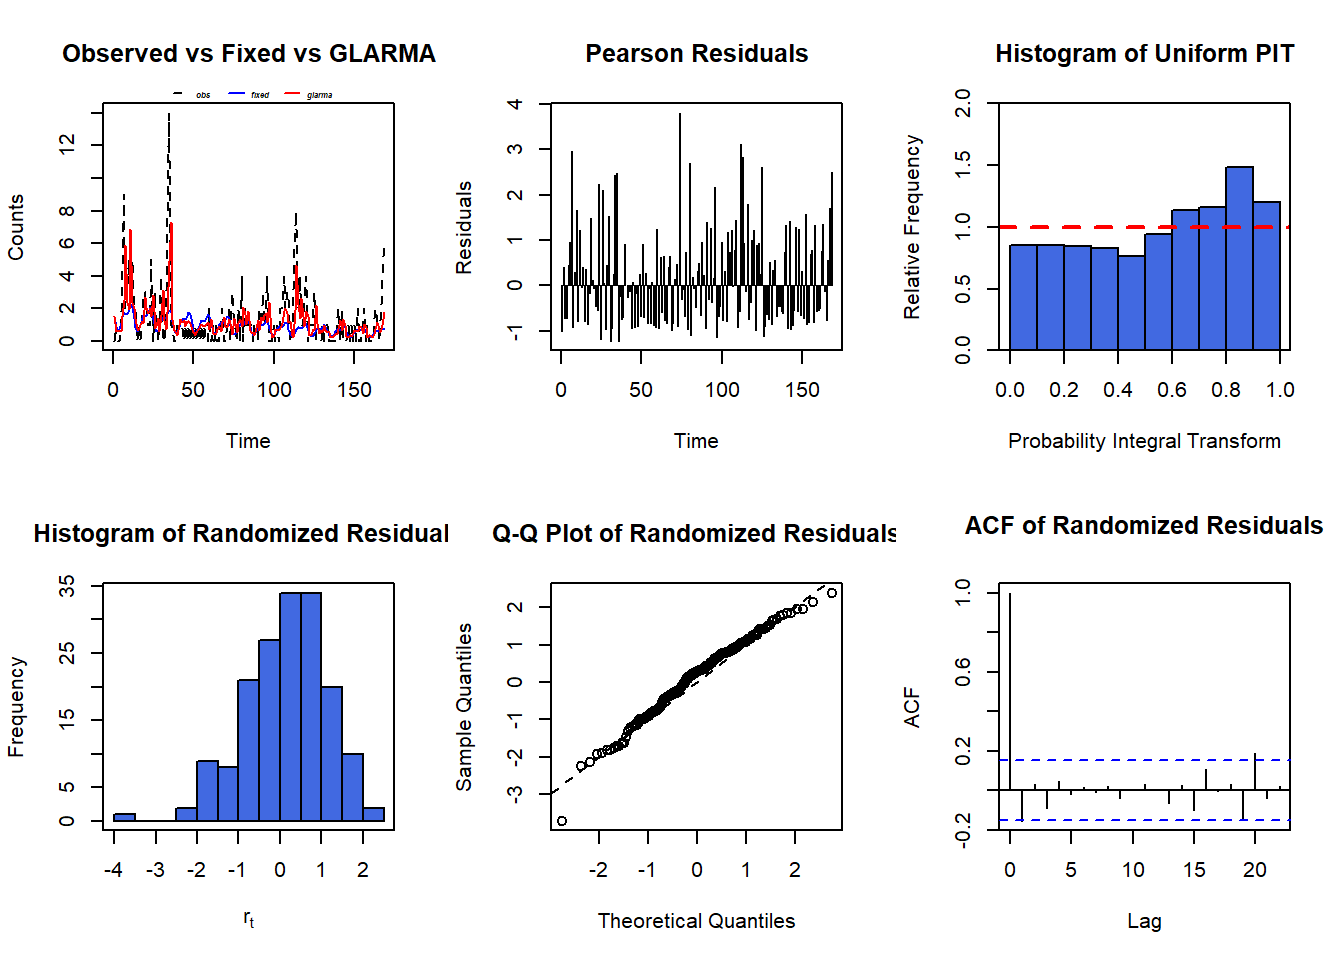 Observed vs Fixed vs GLARMA
obs fixed glarma
Counts
12
8
6
4
2
0
0 50 100 150
Time
Pearson Residuals
Residuals
4
3
2
1
0
-1
0 50 100 150
Time
Histogram of Uniform PIT
Relative Frequency
2.0
1.5
1.0
0.5
0.0
0.0 0.2 0.4 0.6 0.8 1.0
Probability Integral Transform
Histogram of Randomized Residual
Frequency
35
25
15
5
0
-4 -3 -2 -1 0 1 2
rt
Q-Q Plot of Randomized Residuals
Sample Quantiles
2
1
0
-1
-2
-3
-2 -1 0 1 2
Theoretical Quantiles
ACF of Randomized Residuals
ACF
1.0
0.6
0.2
-0.2
0 5 10 15 20
Lag